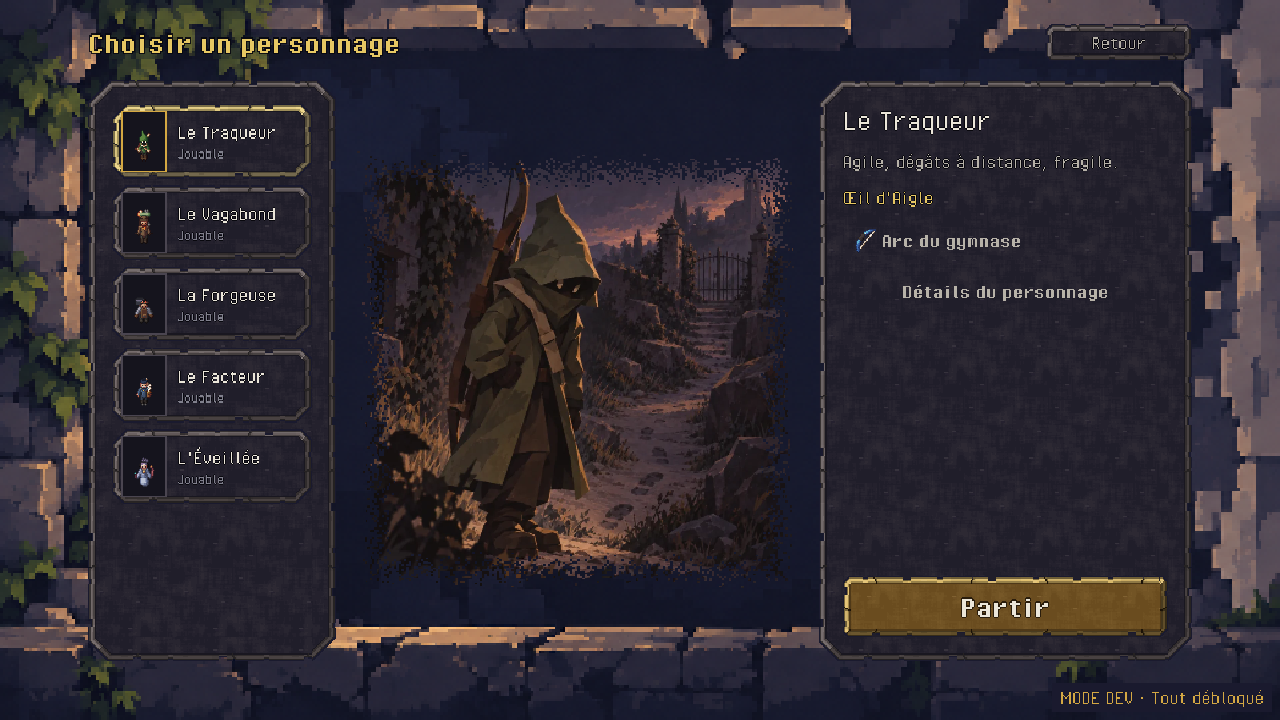 Choisir un personnage
Retour
Le Traqueur
Jouable
Le Vagabond
Jouable
La Forgeuse
Jouable
Le Facteur
Jouable
L'Éveillée
Jouable
Le Traqueur
Agile, dégâts à distance, fragile.
Œil d'Aigle
Arc du gymnase
Détails du personnage
Partir
MODE DEV · Tout débloqué